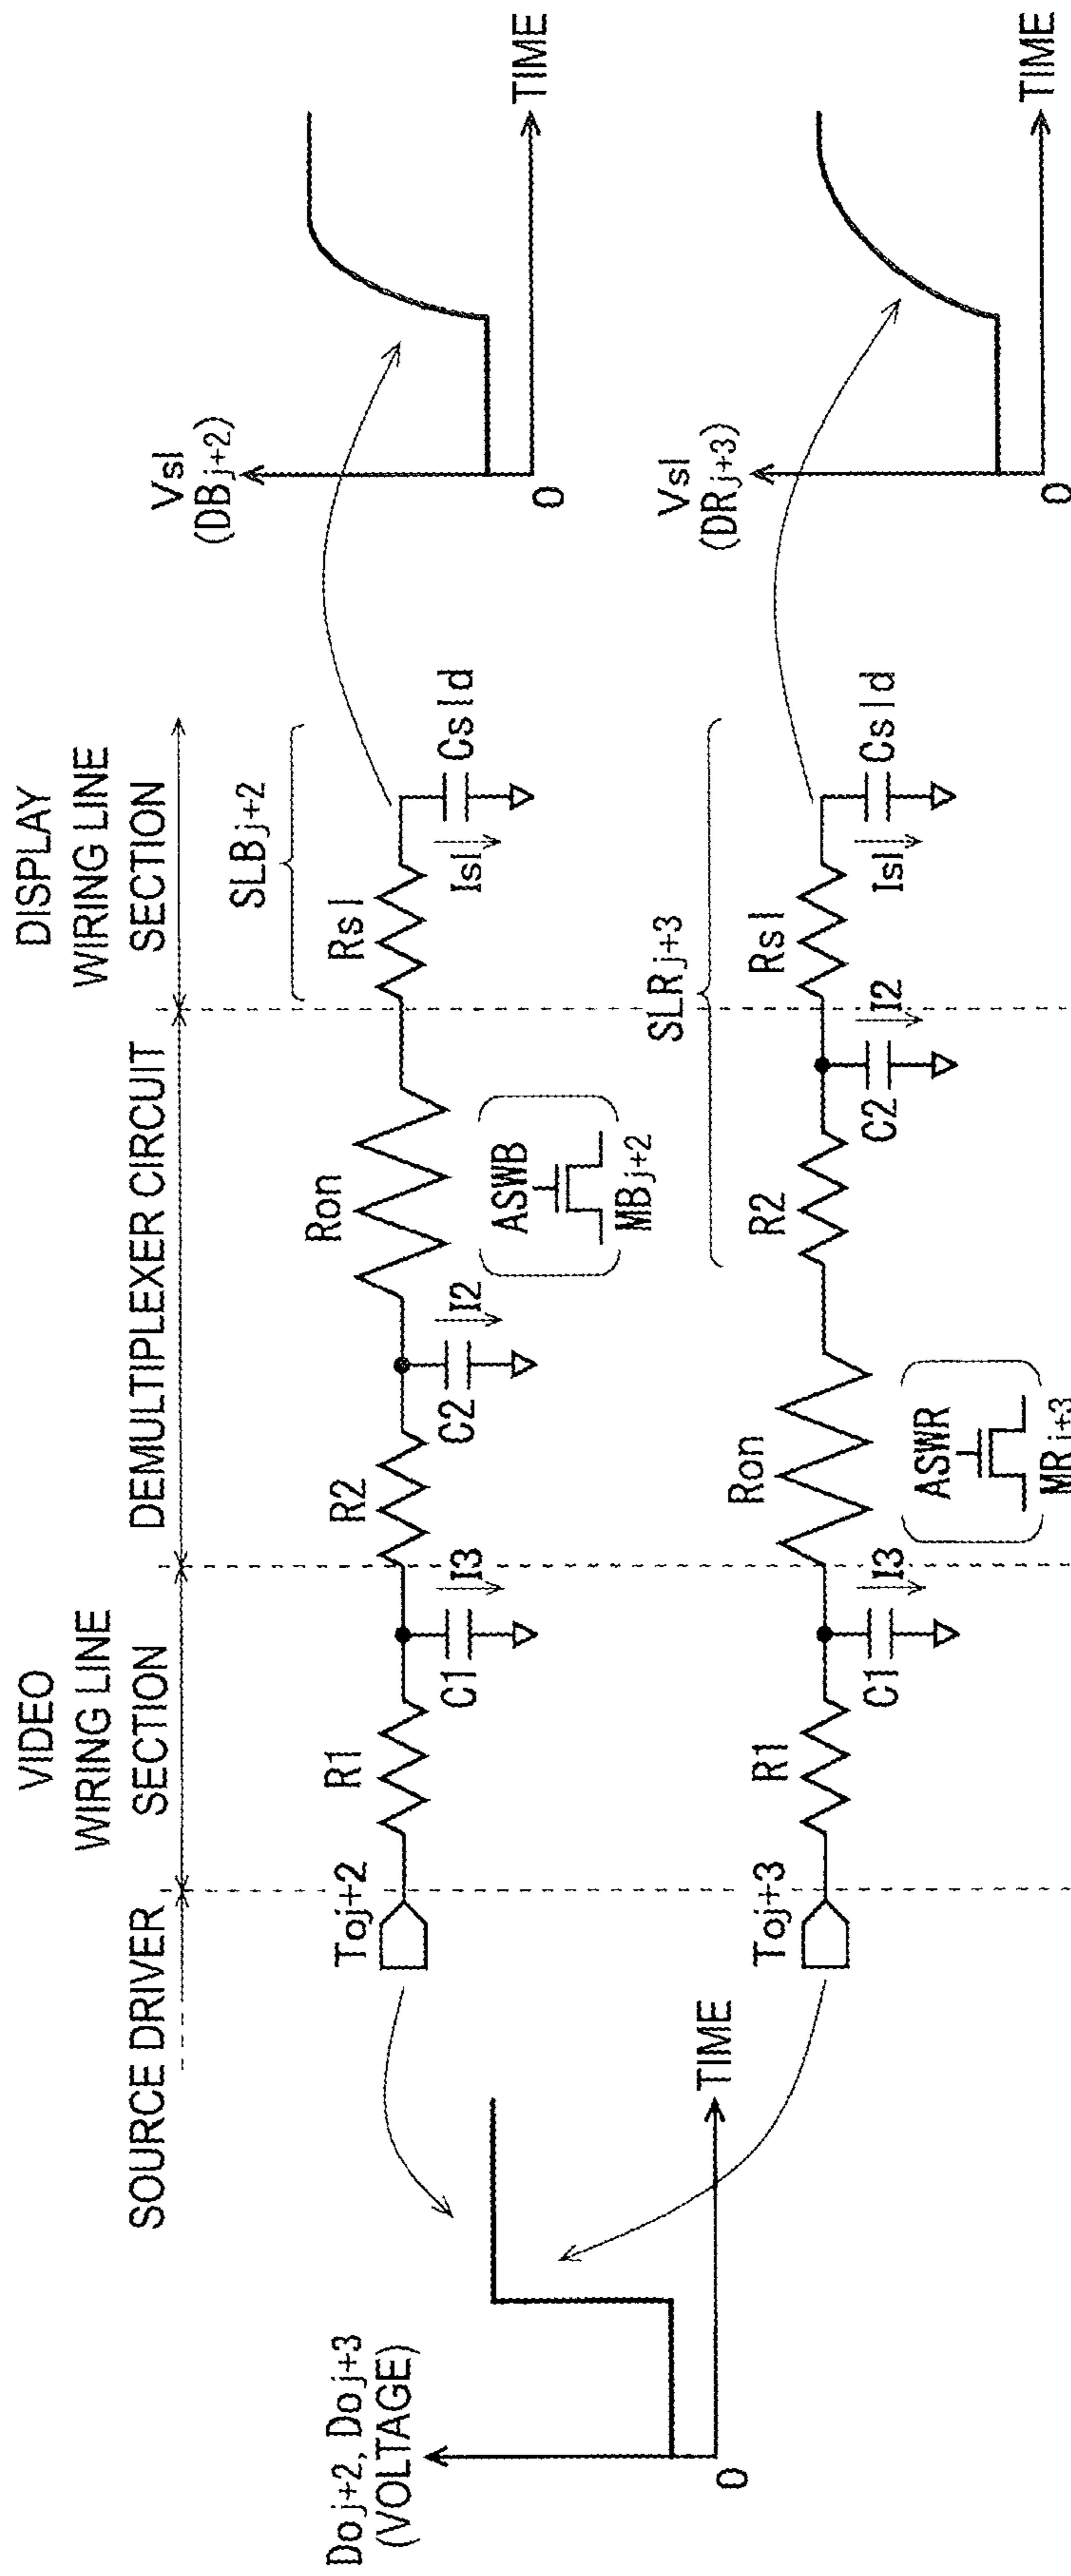 SOURCE DRIVER
VIDEO
WIRING LINE
SECTION
DEMULTIPLEXER CIRCUIT
DISPLAY
WIRING LINE
SECTION
Doj+2, Doj+3
(VOLTAGE)
0
TIME
Toj+2
R1
C1
I3
R2
C2
I2
Ron
ASWB
MBj+2
SLBj+2
Rsl
Csld
Isl
Vsl
(DBj+2)
0
TIME
Toj+3
R1
C1
I3
Ron
ASWR
MRj+3
SLRj+3
R2
C2
I2
Rsl
Csld
Isl
Vsl
(DRj+3)
0
TIME